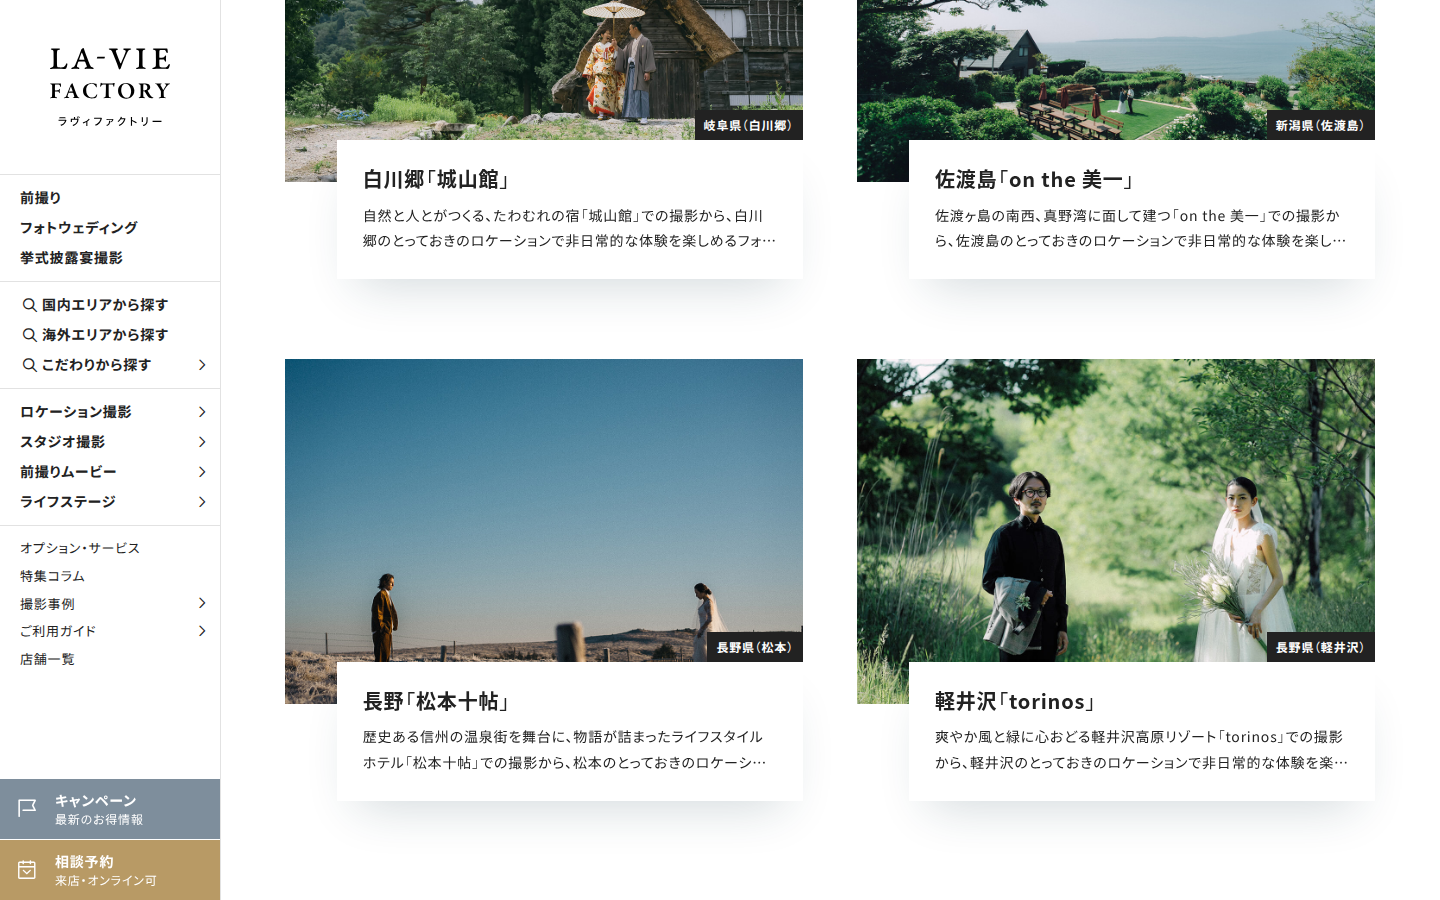 LA-VIE
FACTORY
ラヴィファクトリー
前撮り
フォトウェディング
挙式披露宴撮影
国内エリアから探す
海外エリアから探す
こだわりから探す
ロケーション撮影
スタジオ撮影
前撮りムービー
ライフステージ
オプション・サービス
特集コラム
撮影事例
ご利用ガイド
店舗一覧
キャンペーン
最新のお得情報
相談予約
来店・オンライン可
岐阜県（白川郷）
白川郷「城山館」
自然と人とがつくる、たわむれの宿「城山館」での撮影から、白川
郷のとっておきのロケーションで非日常的な体験を楽しめるフォ…
新潟県（佐渡島）
佐渡島「on the 美一」
佐渡ヶ島の南西、真野湾に面して建つ「on the 美一」での撮影か
ら、佐渡島のとっておきのロケーションで非日常的な体験を楽し…
長野県（松本）
長野「松本十帖」
歴史ある信州の温泉街を舞台に、物語が詰まったライフスタイル
ホテル「松本十帖」での撮影から、松本のとっておきのロケーシ…
長野県（軽井沢）
軽井沢「torinos」
爽やか風と緑に心おどる軽井沢高原リゾート「torinos」での撮影
から、軽井沢のとっておきのロケーションで非日常的な体験を楽…